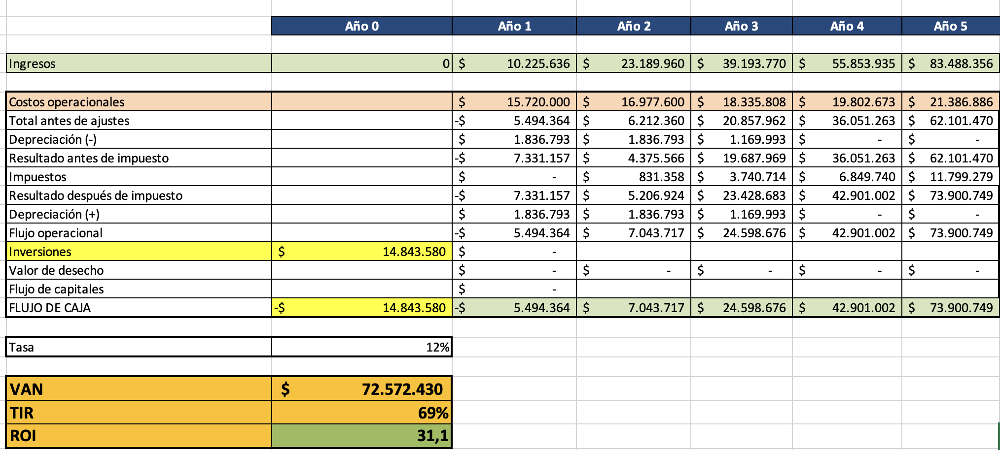 Año 0 Año 1 Año 2 Año 3 Año 4 Año 5
Ingresos 0 $ 10.225.636 $ 23.189.960 $ 39.193.770 $ 55.853.935 $ 83.488.356
Costos operacionales $ 15.720.000 $ 16.977.600 $ 18.335.808 $ 19.802.673 $ 21.386.886
Total antes de ajustes -$ 5.494.364 $ 6.212.360 $ 20.857.962 $ 36.051.263 $ 62.101.470
Depreciación (-) $ 1.836.793 $ 1.836.793 $ 1.169.993 $ - $ -
Resultado antes de impuesto -$ 7.331.157 $ 4.375.566 $ 19.687.969 $ 36.051.263 $ 62.101.470
Impuestos $ - $ 831.358 $ 3.740.714 $ 6.849.740 $ 11.799.279
Resultado después de impuesto -$ 7.331.157 $ 5.206.924 $ 23.428.683 $ 42.901.002 $ 73.900.749
Depreciación (+) $ 1.836.793 $ 1.836.793 $ 1.169.993 $ - $ -
Flujo operacional -$ 5.494.364 $ 7.043.717 $ 24.598.676 $ 42.901.002 $ 73.900.749
Inversiones $ 14.843.580 $ -
Valor de desecho $ - $ - $ - $ - $ -
Flujo de capitales $ -
FLUJO DE CAJA -$ 14.843.580 -$ 5.494.364 $ 7.043.717 $ 24.598.676 $ 42.901.002 $ 73.900.749
Tasa 12%
VAN $ 72.572.430
TIR 69%
ROI 31,1